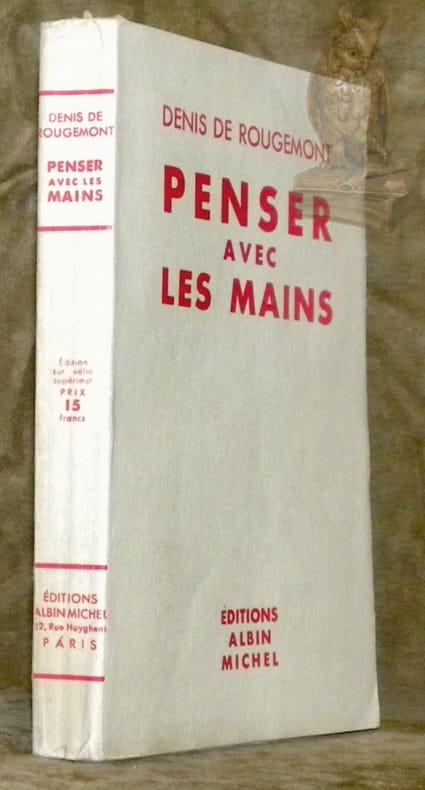 DENIS DE
ROUGEMONT
PENSER
AVEC LES
MAINS
Édition
sur vélin
supérieur
PRIX
15
francs
ÉDITIONS
ALBIN MICHEL
22, Rue Huyghens
PARIS
DENIS DE ROUGEMONT
PENSER
AVEC
LES MAINS
ÉDITIONS
ALBIN
MICHEL